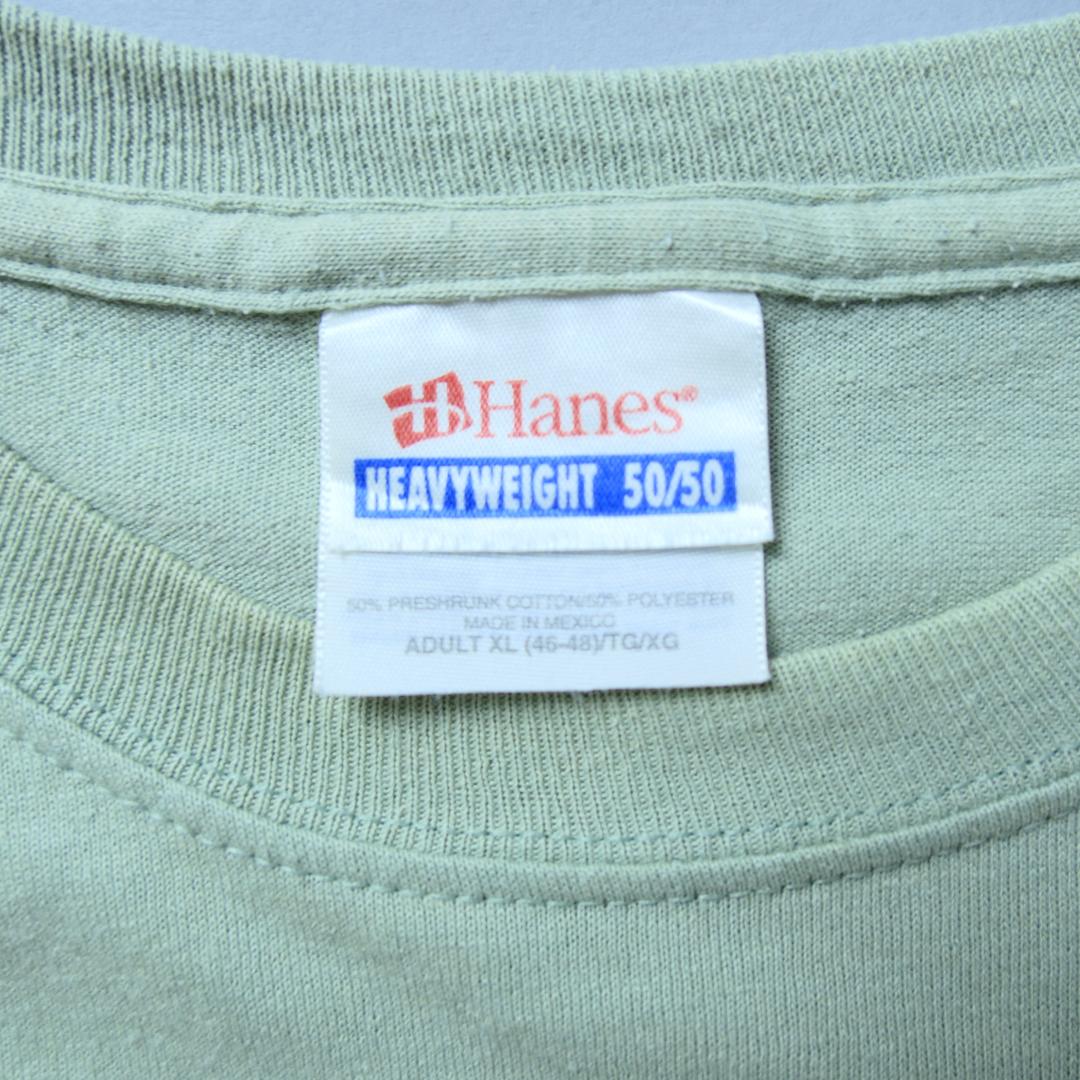 Hanes®
HEAVYWEIGHT 50/50
50% PRESHRUNK COTTON/50% POLYESTER
MADE IN MEXICO
ADULT XL (46-48)/TG/XG